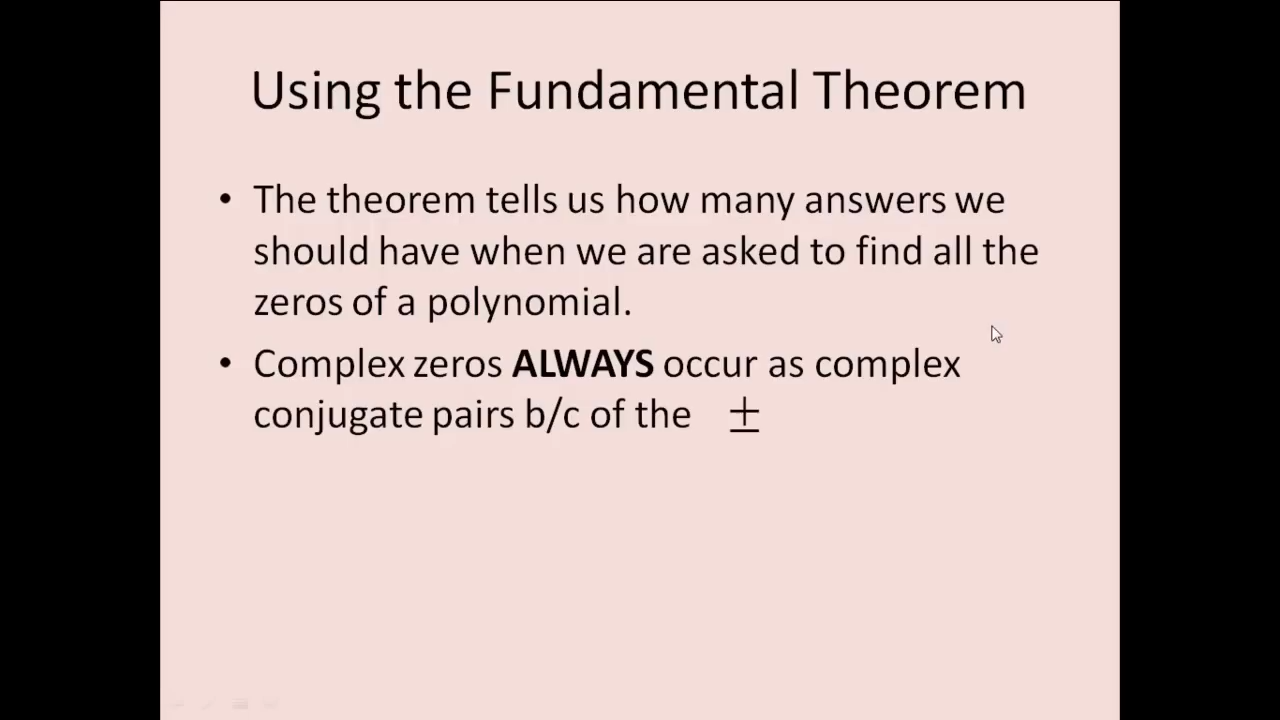 Using the Fundamental Theorem
• The theorem tells us how many answers we
should have when we are asked to find all the
zeros of a polynomial.
• Complex zeros ALWAYS occur as complex
conjugate pairs b/c of the ±